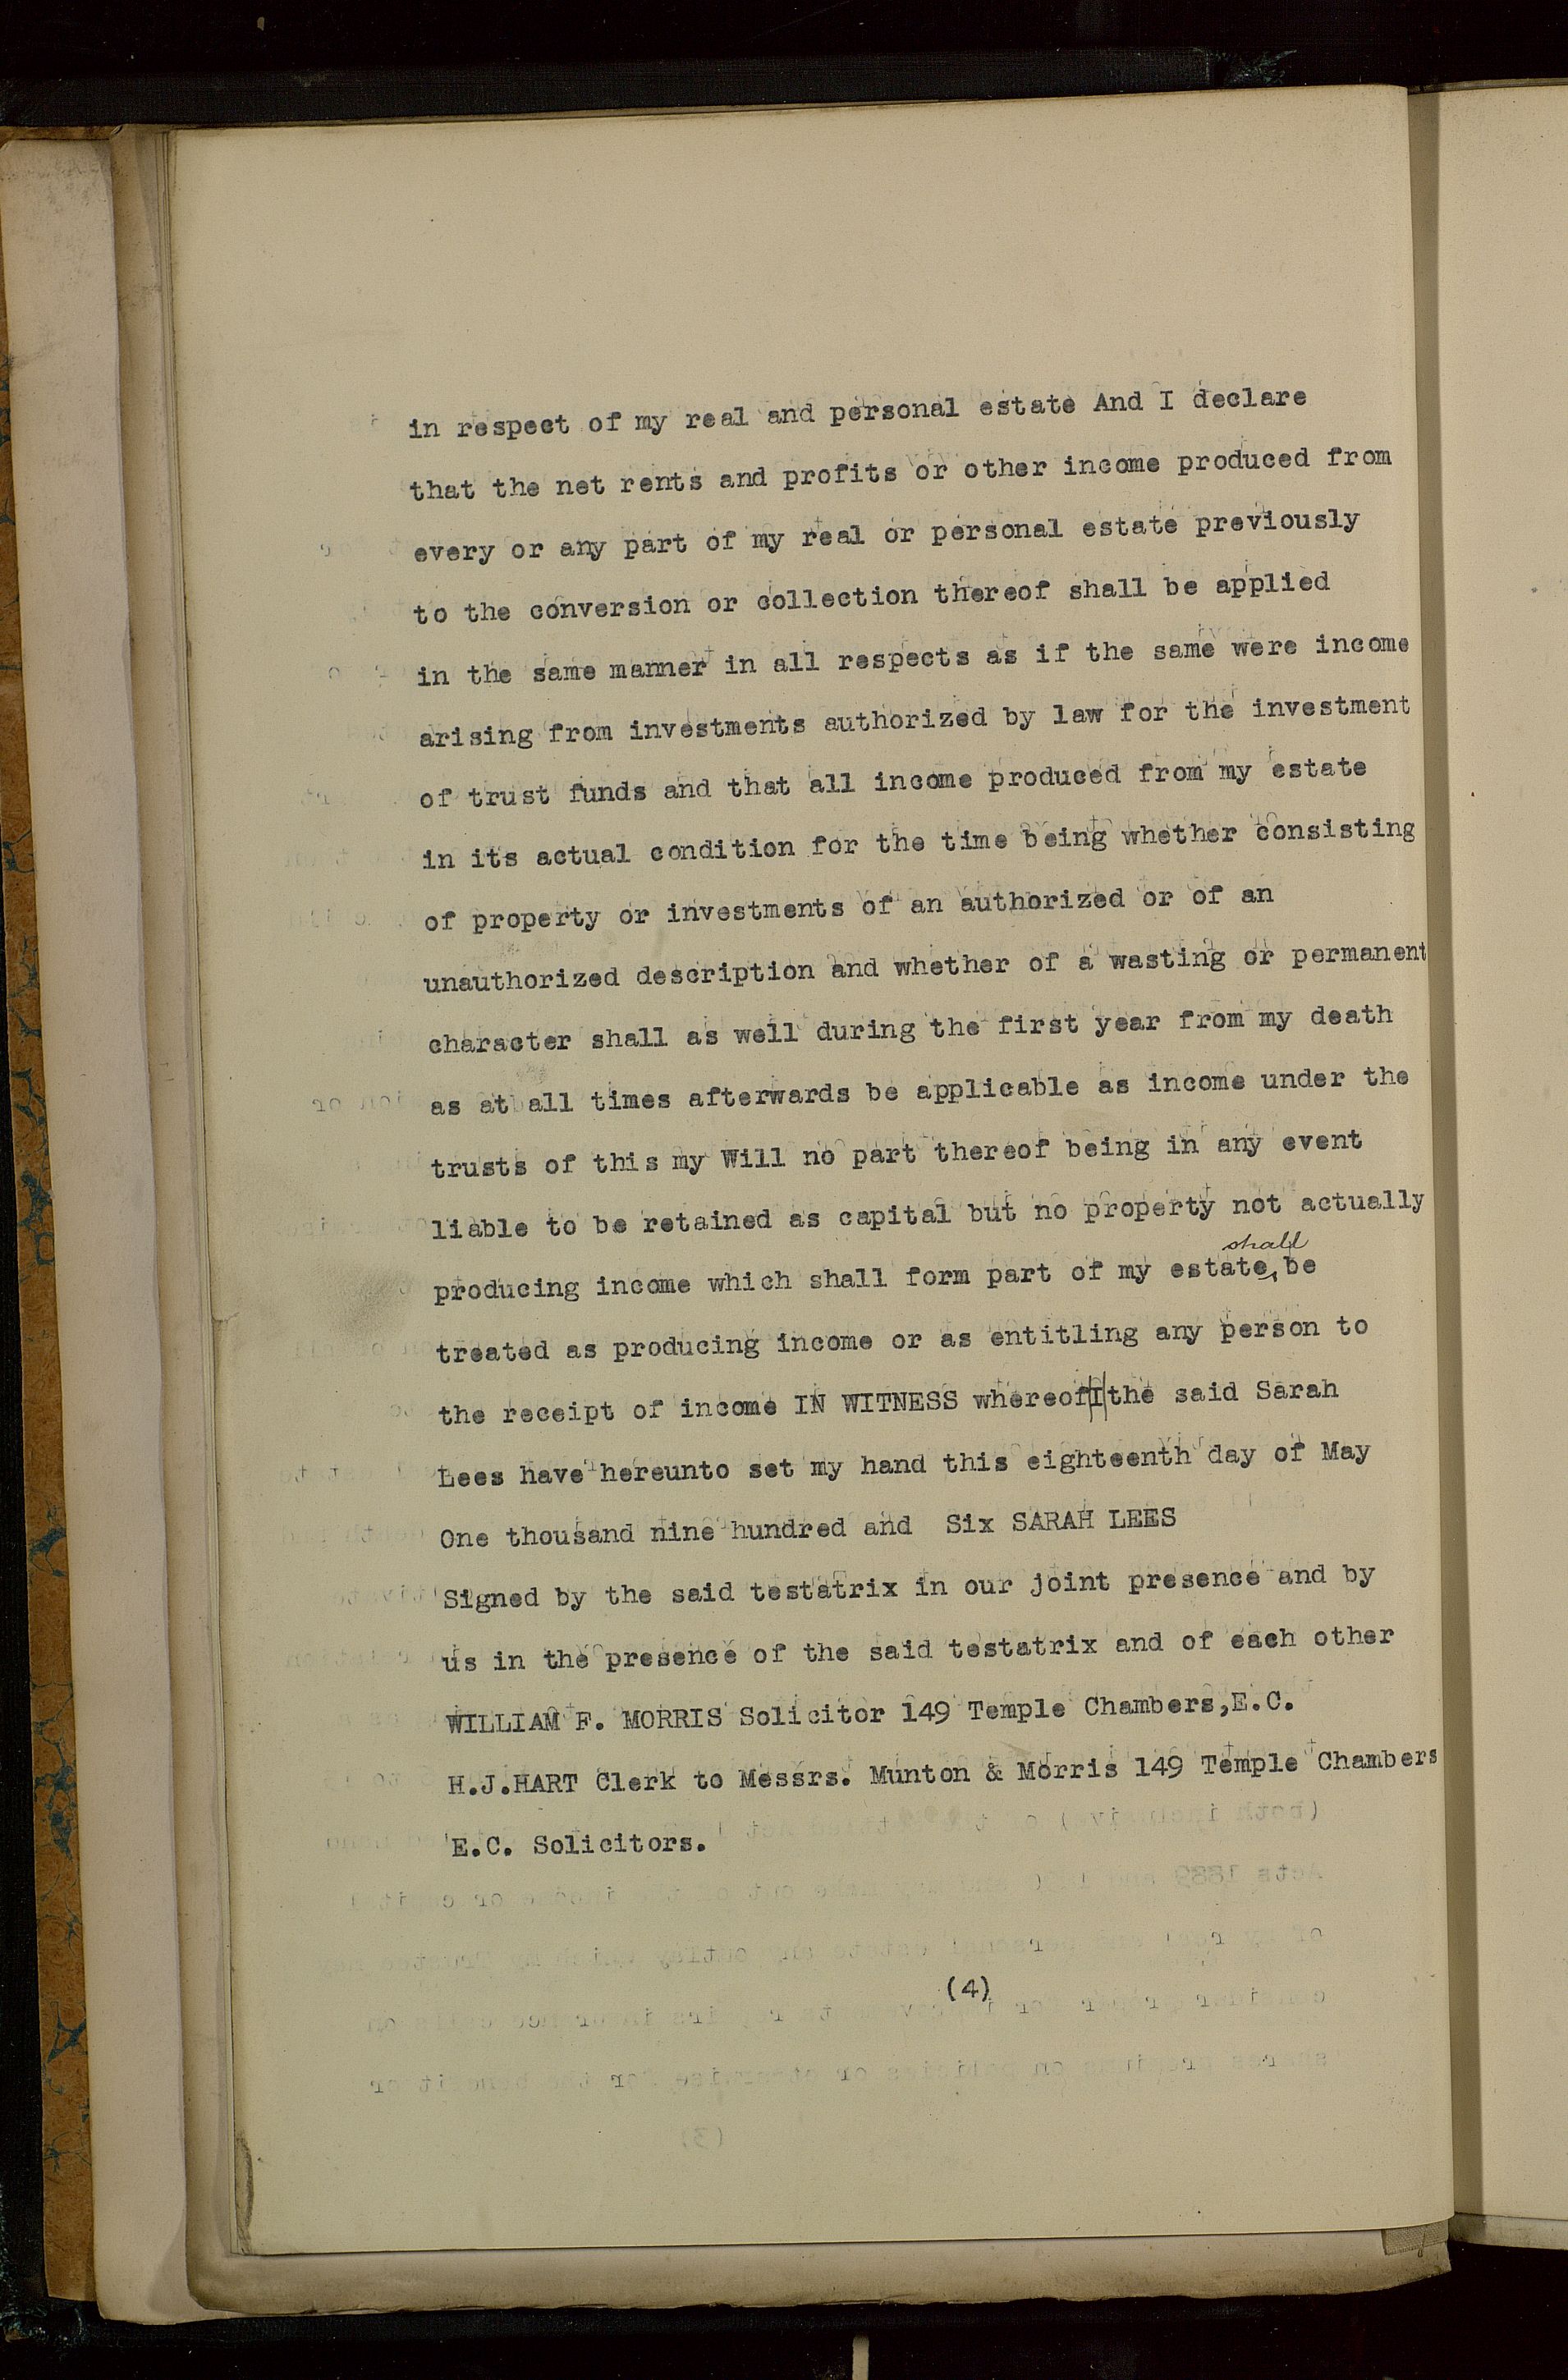 in respect of my real and personal estate And I declare
that the net rents and profits or other income produced from
every or any part of my real or personal estate previously
to the conversion or collection thereof shall be applied
in the same manner in all respects as if the same were income
arising from investments authorized by law for the investment
of trust funds and that all income produced from my estate
in its actual condition for the time being whether consisting
of property or investments of an authorized or of an
unauthorized description and whether of a wasting or permanent
character shall as well during the first year from my death
as at all times afterwards be applicable as income under the
trusts of this my Will no part thereof being in any event
liable to be retained as capital but no property not actually
producing income which shall form part of my estate shall be
treated as producing income or as entitling any person to
the receipt of income IN WITNESS whereof I the said Sarah
Lees have hereunto set my hand this eighteenth day of May
One thousand nine hundred and Six SARAH LEES
Signed by the said testatrix in our joint presence and by
us in the presence of the said testatrix and of each other
WILLIAM F. MORRIS Solicitor 149 Temple Chambers,E.C.
H.J.HART Clerk to Messrs. Munton & Morris 149 Temple Chambers
E.C. Solicitors.
(4)